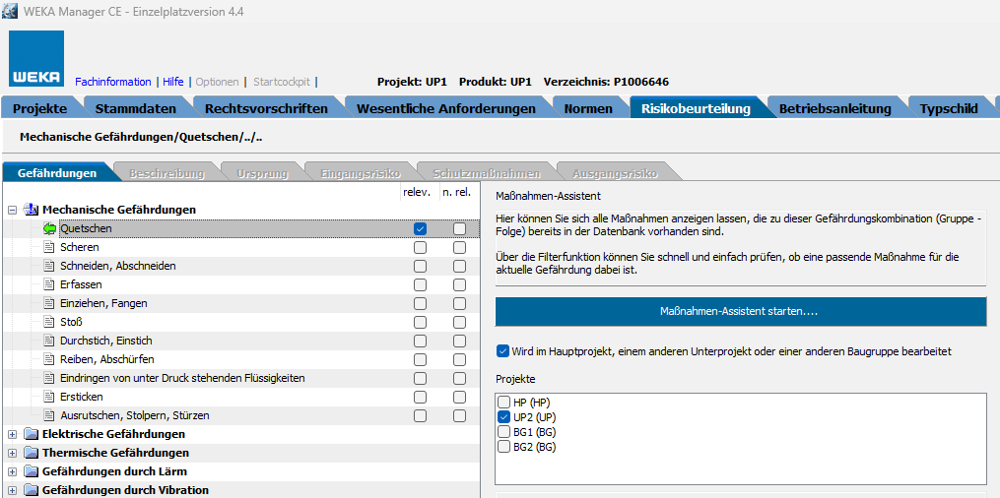 WEKA Manager CE - Einzelplatzversion 4.4
WEKA
Fachinformation | Hilfe | Optionen | Startcockpit |
Projekt: UP1 Produkt: UP1 Verzeichnis: P1006646
Projekte Stammdaten Rechtsvorschriften Wesentliche Anforderungen Normen Risikobeurteilung Betriebsanleitung Typschild
Mechanische Gefährdungen/Quetschen/../..
Gefährdungen Beschreibung Ursprung Eingangsrisiko Schutzmaßnahmen Ausgangsrisiko
relev. n. rel.
Mechanische Gefährdungen
Quetschen
Scheren
Schneiden, Abschneiden
Erfassen
Einziehen, Fangen
Stoß
Durchstich, Einstich
Reiben, Abschürfen
Eindringen von unter Druck stehenden Flüssigkeiten
Ersticken
Ausrutschen, Stolpern, Stürzen
Elektrische Gefährdungen
Thermische Gefährdungen
Gefährdungen durch Lärm
Gefährdungen durch Vibration
Maßnahmen-Assistent
Hier können Sie sich alle Maßnahmen anzeigen lassen, die zu dieser Gefährdungskombination (Gruppe -
Folge) bereits in der Datenbank vorhanden sind.
Über die Filterfunktion können Sie schnell und einfach prüfen, ob eine passende Maßnahme für die
aktuelle Gefährdung dabei ist.
Maßnahmen-Assistent starten....
Wird im Hauptprojekt, einem anderen Unterprojekt oder einer anderen Baugruppe bearbeitet
Projekte
HP (HP)
UP2 (UP)
BG1 (BG)
BG2 (BG)